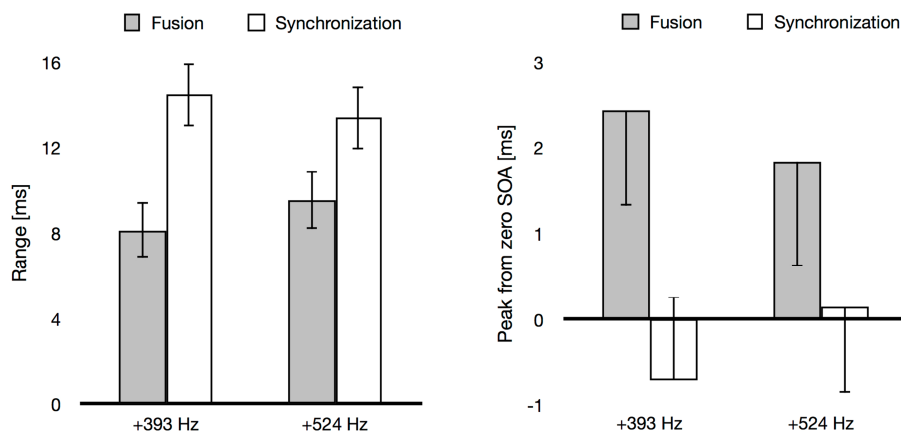 Fusion Synchronization
Range [ms]
16
12
8
4
0
+393 Hz +524 Hz
Fusion Synchronization
Peak from zero SOA [ms]
3
2
1
0
-1
+393 Hz +524 Hz